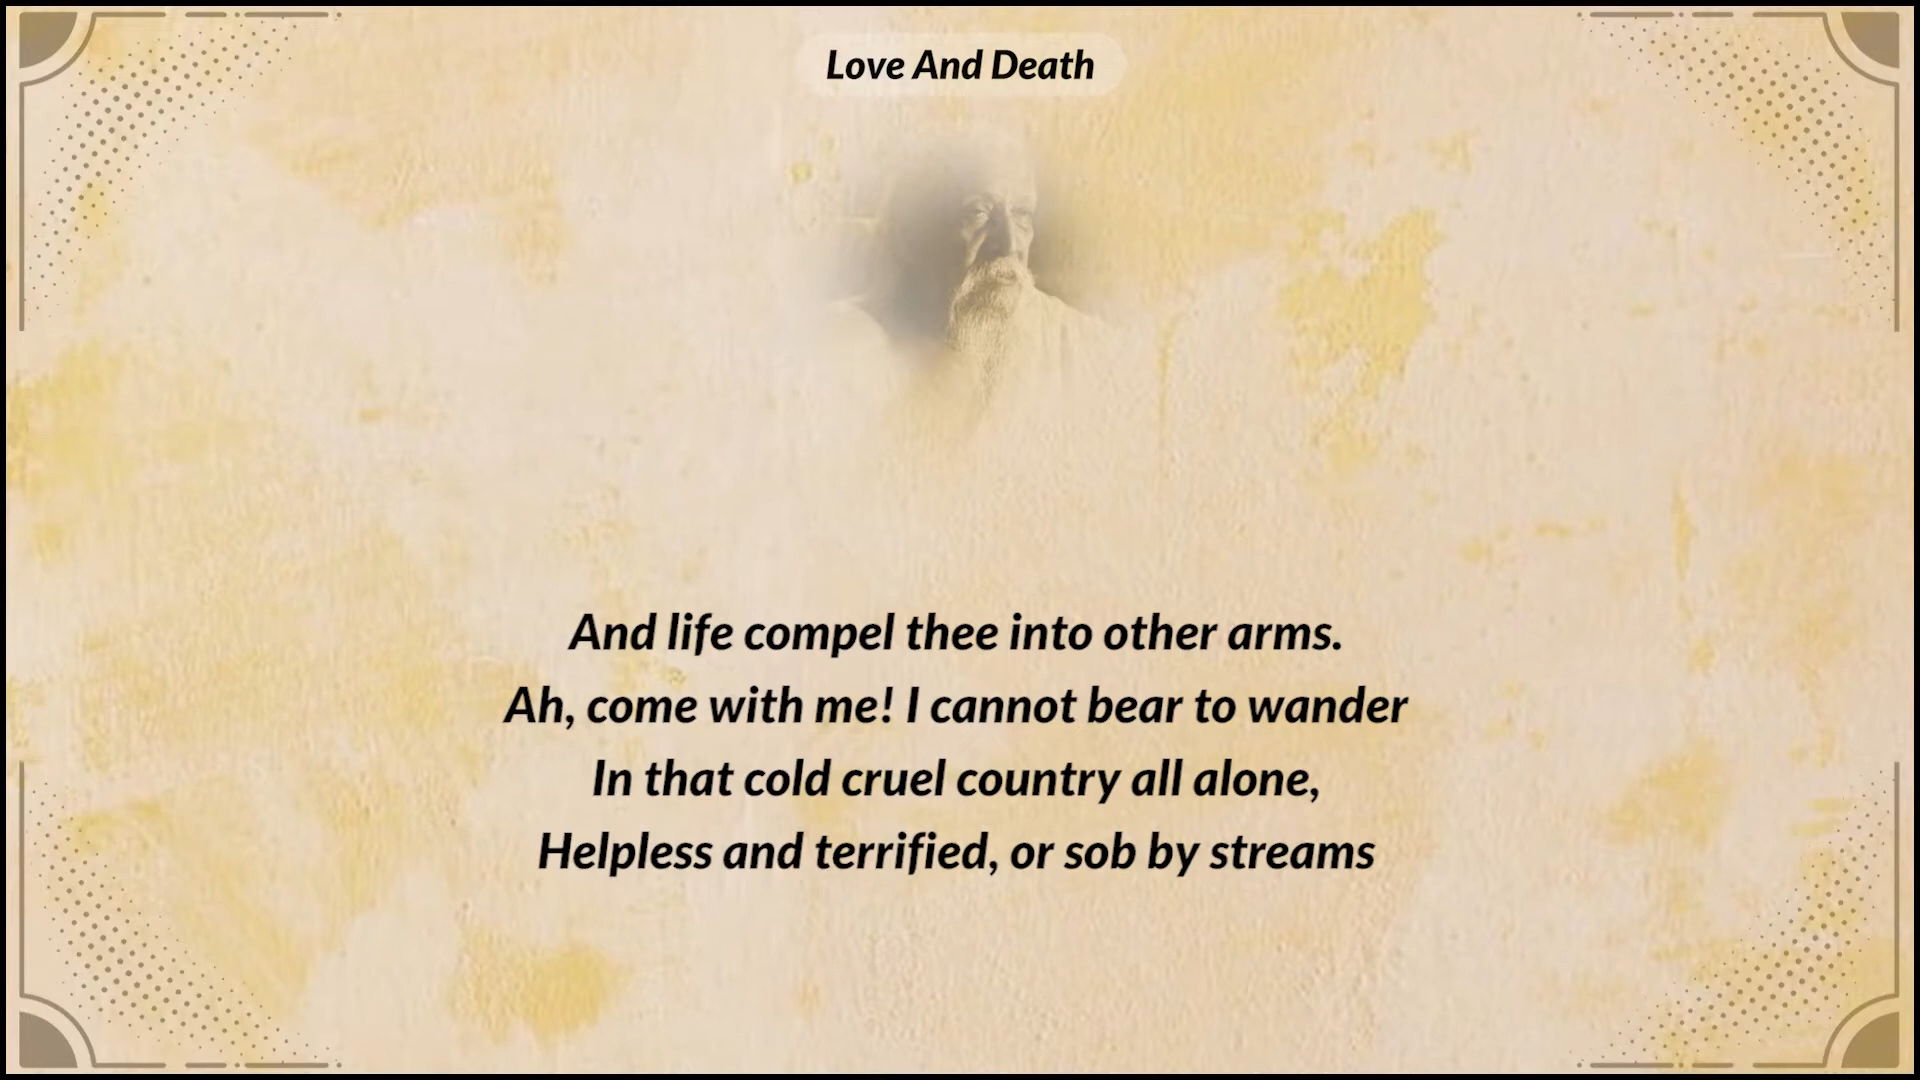 Love And Death
And life compel thee into other arms.
Ah, come with me! I cannot bear to wander
In that cold cruel country all alone,
Helpless and terrified, or sob by streams